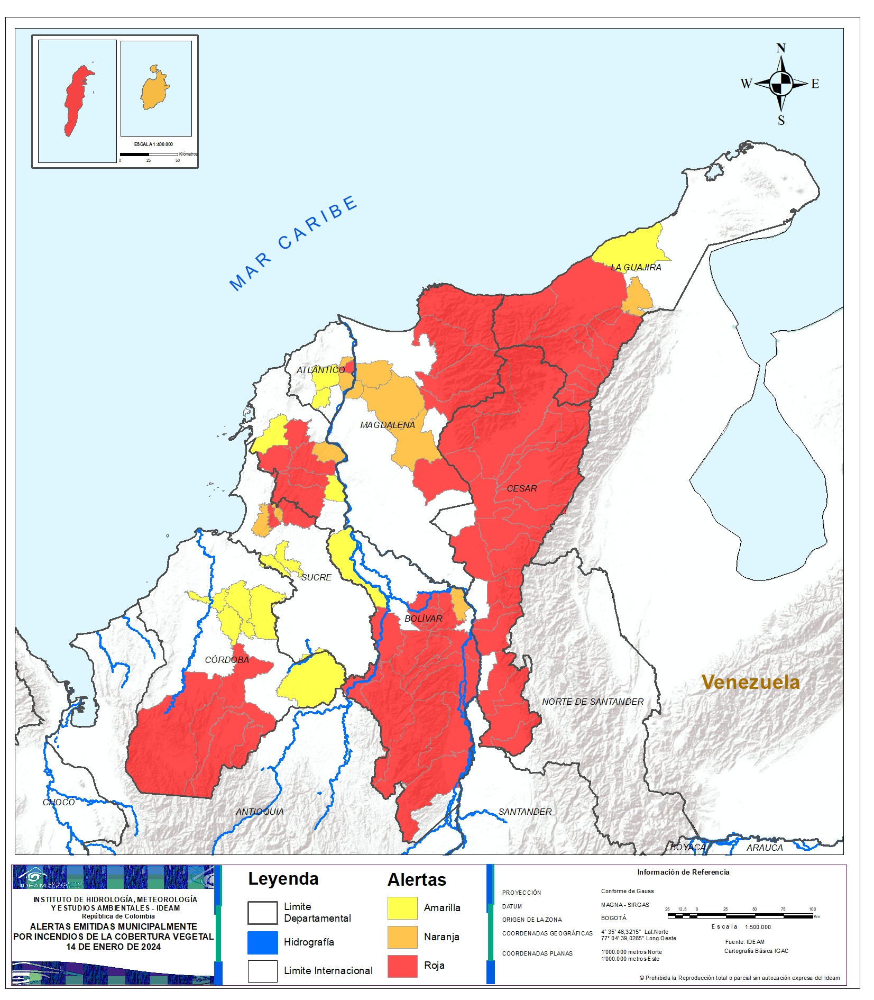 N
W
E
S
ESCALA 1:400.000
Kilómetros
0 25 50
MAR CARIBE
LA GUAJIRA
ATLÁNTICO
MAGDALENA
CESAR
SUCRE
BOLÍVAR
CÓRDOBA
Venezuela
NORTE DE SANTANDER
CHOCO
ANTIOQUIA
SANTANDER
BOYACÁ
ARAUCA
IDEAM
INSTITUTO DE HIDROLOGÍA, METEOROLOGÍA
Y ESTUDIOS AMBIENTALES - IDEAM
República de Colombia
ALERTAS EMITIDAS MUNICIPALMENTE
POR INCENDIOS DE LA COBERTURA VEGETAL
14 DE ENERO DE 2024
Leyenda
Limite
Departamental
Hidrografía
Limite Internacional
Alertas
Amarilla
Naranja
Roja
Información de Referencia
PROYECCIÓN Conforme de Gauss
DATUM MAGNA - SIRGAS
ORIGEN DE LA ZONA BOGOTÁ
COORDENADAS GEOGRÁFICAS 4° 35' 46,3215" Lat.Norte
77° 04' 39,0285" Long.Oeste
COORDENADAS PLANAS 1'000.000 metros Norte
1'000.000 metros Este
25 12,5 0 25 50 75 100
Km
Escala 1:500.000
Fuente: IDEAM
Cartografía Básica IGAC
© Prohibida la Reproducción total o parcial sin autozación expresa del Ideam